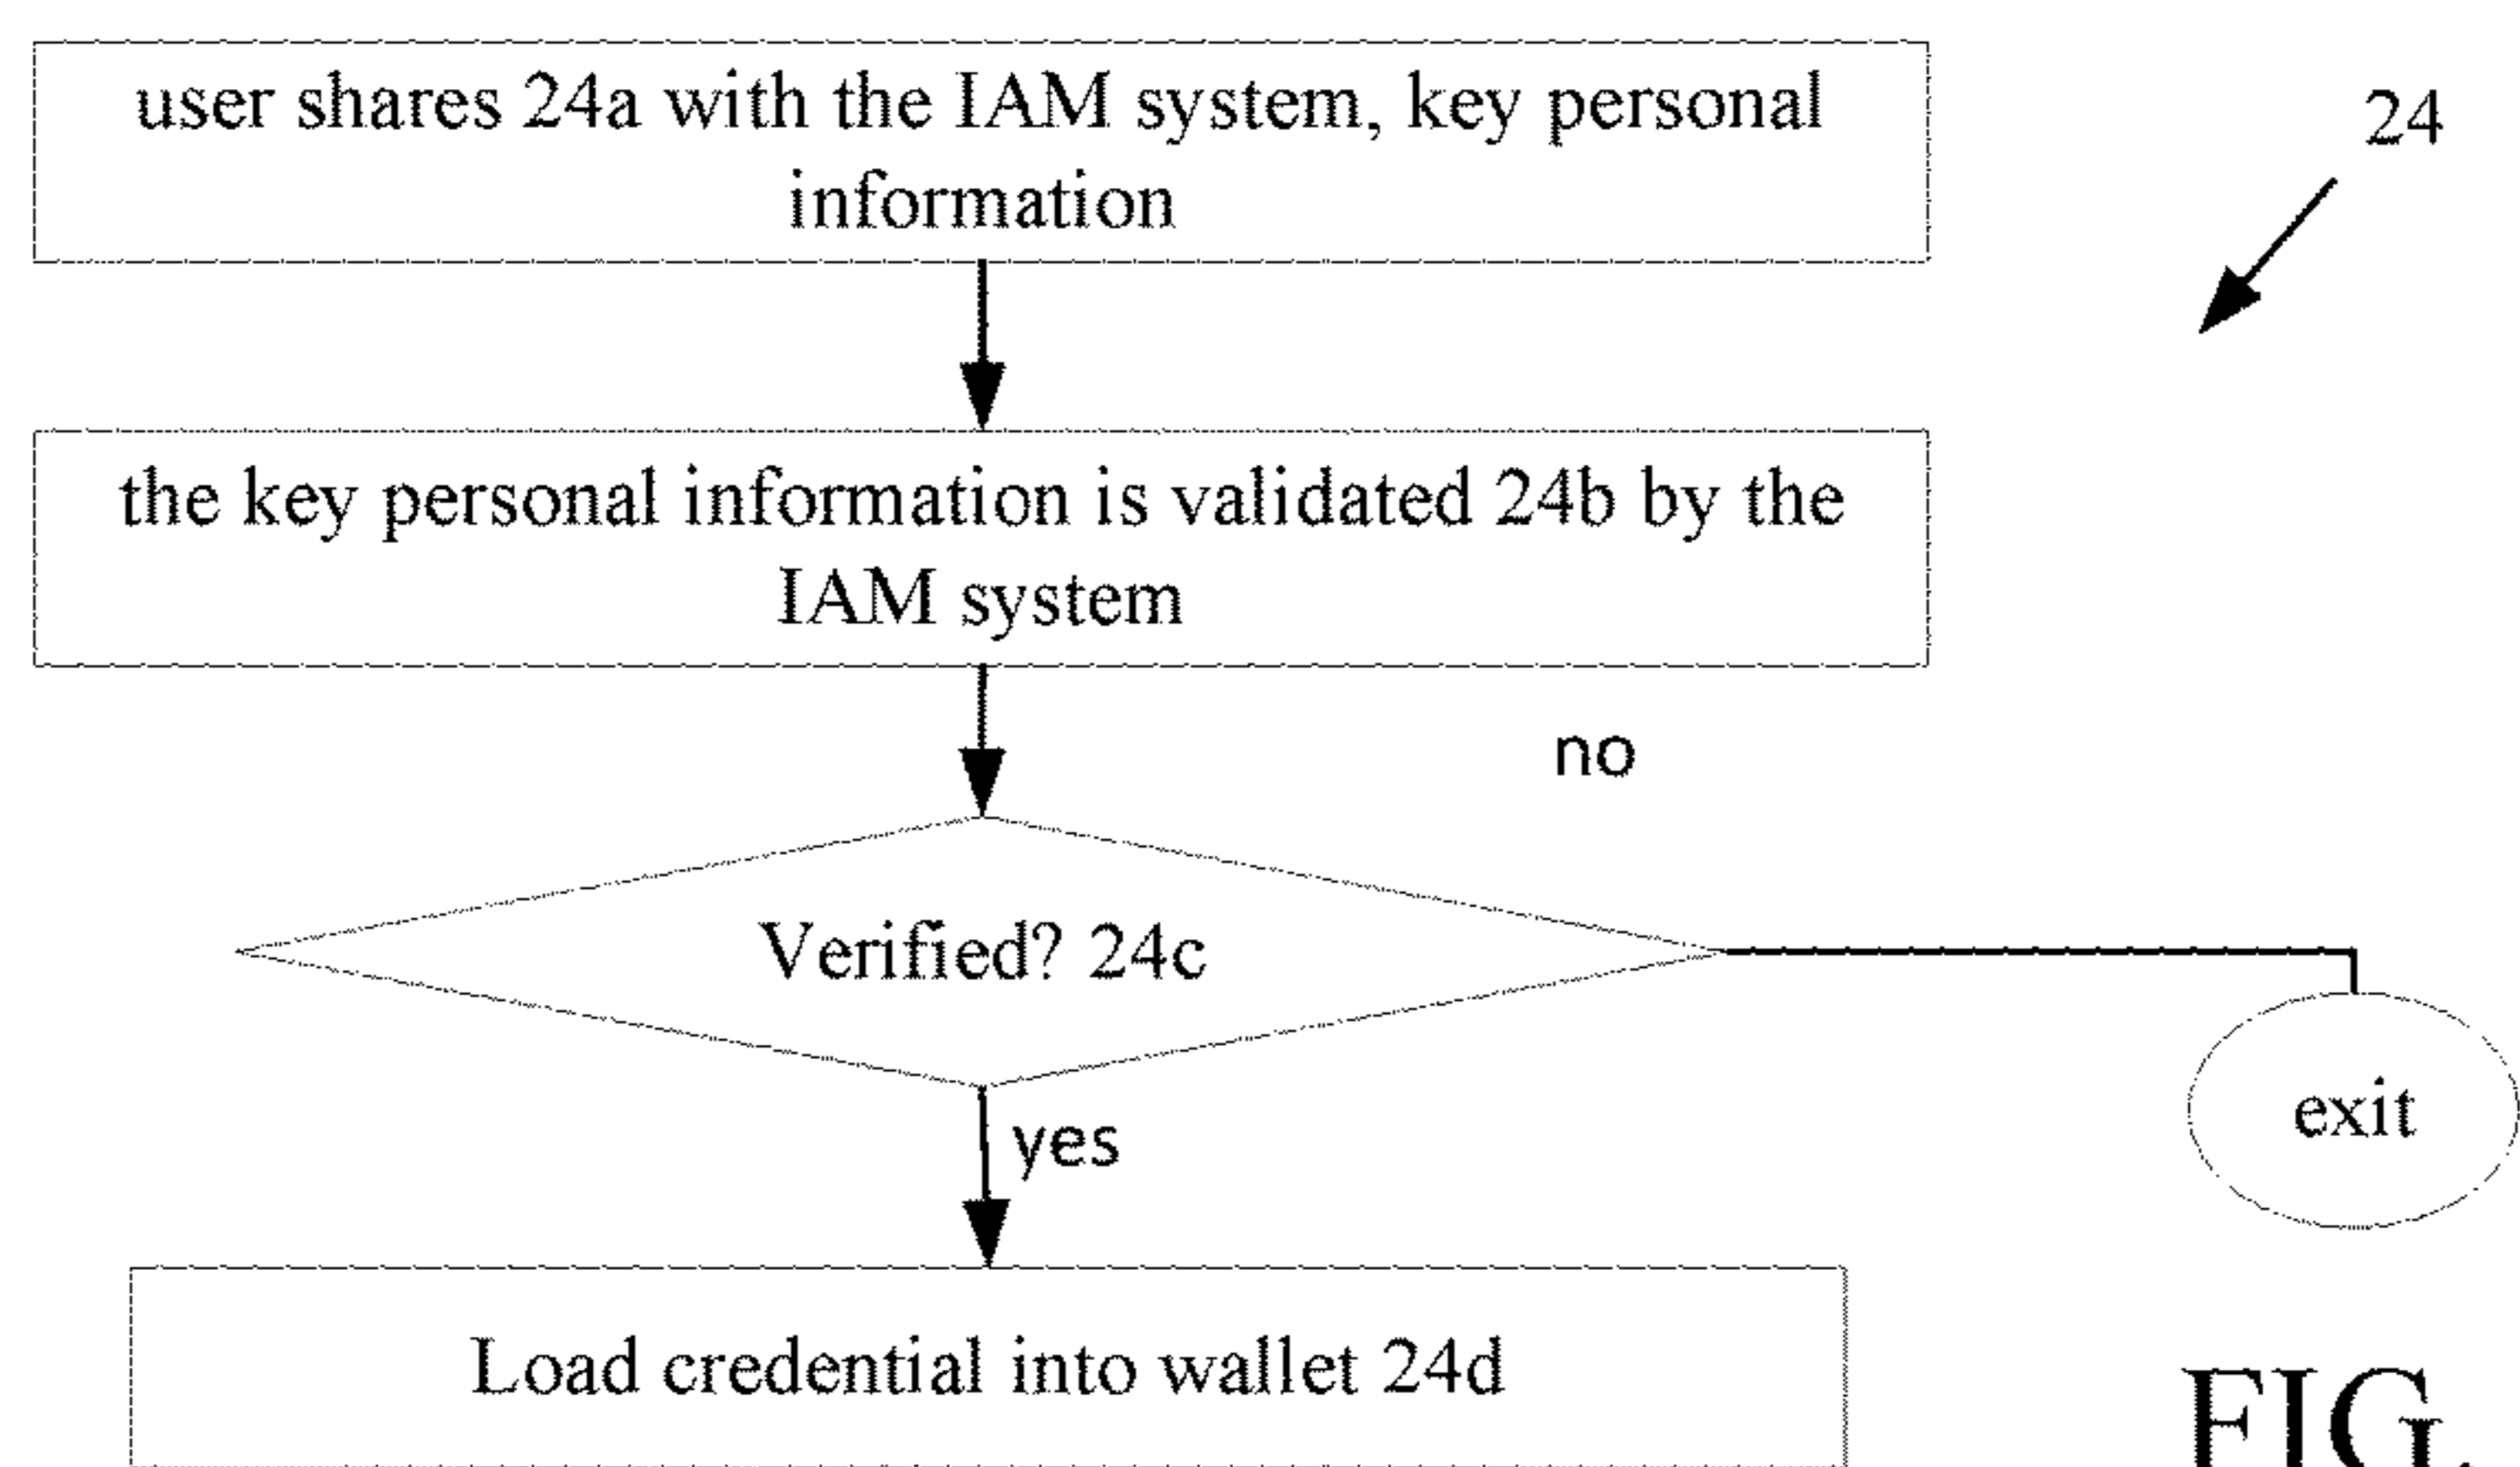 user shares 24a with the IAM system, key personal
information
24
the key personal information is validated 24b by the
IAM system
no
Verified? 24c
exit
yes
Load credential into wallet 24d
FIG.